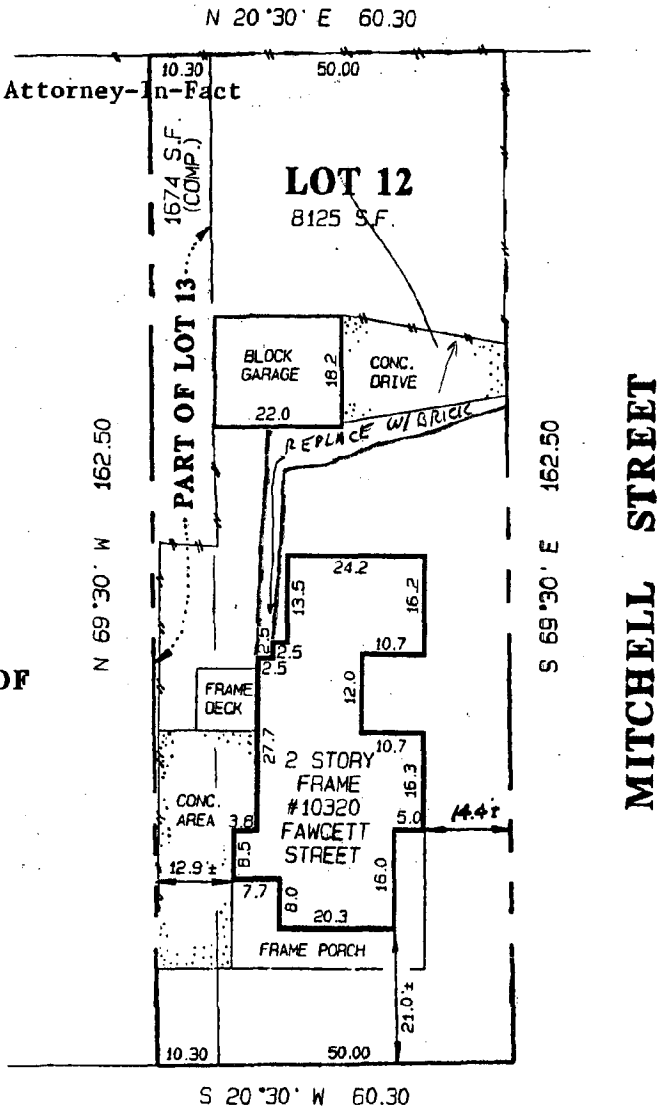 N 20°30' E 60.30
10.30 50.00
Attorney-In-Fact
1674 S.F.
(COMP.)
LOT 12
8125 S.F.
PART OF LOT 13
BLOCK
GARAGE
18.2
22.0
CONC.
DRIVE
REPLACE W/ BRICK
N 69°30' W 162.50
S 69°30' E 162.50
MITCHELL STREET
24.2
13.5
16.2
2.5
2.5
2.5
10.7
12.0
10.7
OF
FRAME
DECK
27.7
2 STORY
FRAME
#10320
FAWCETT
STREET
16.3
CONC.
AREA
3.8
8.5
5.0
14.4'±
12.9'±
7.7
8.0
16.0
20.3
FRAME PORCH
21.0'±
10.30 50.00
S 20°30' W 60.30